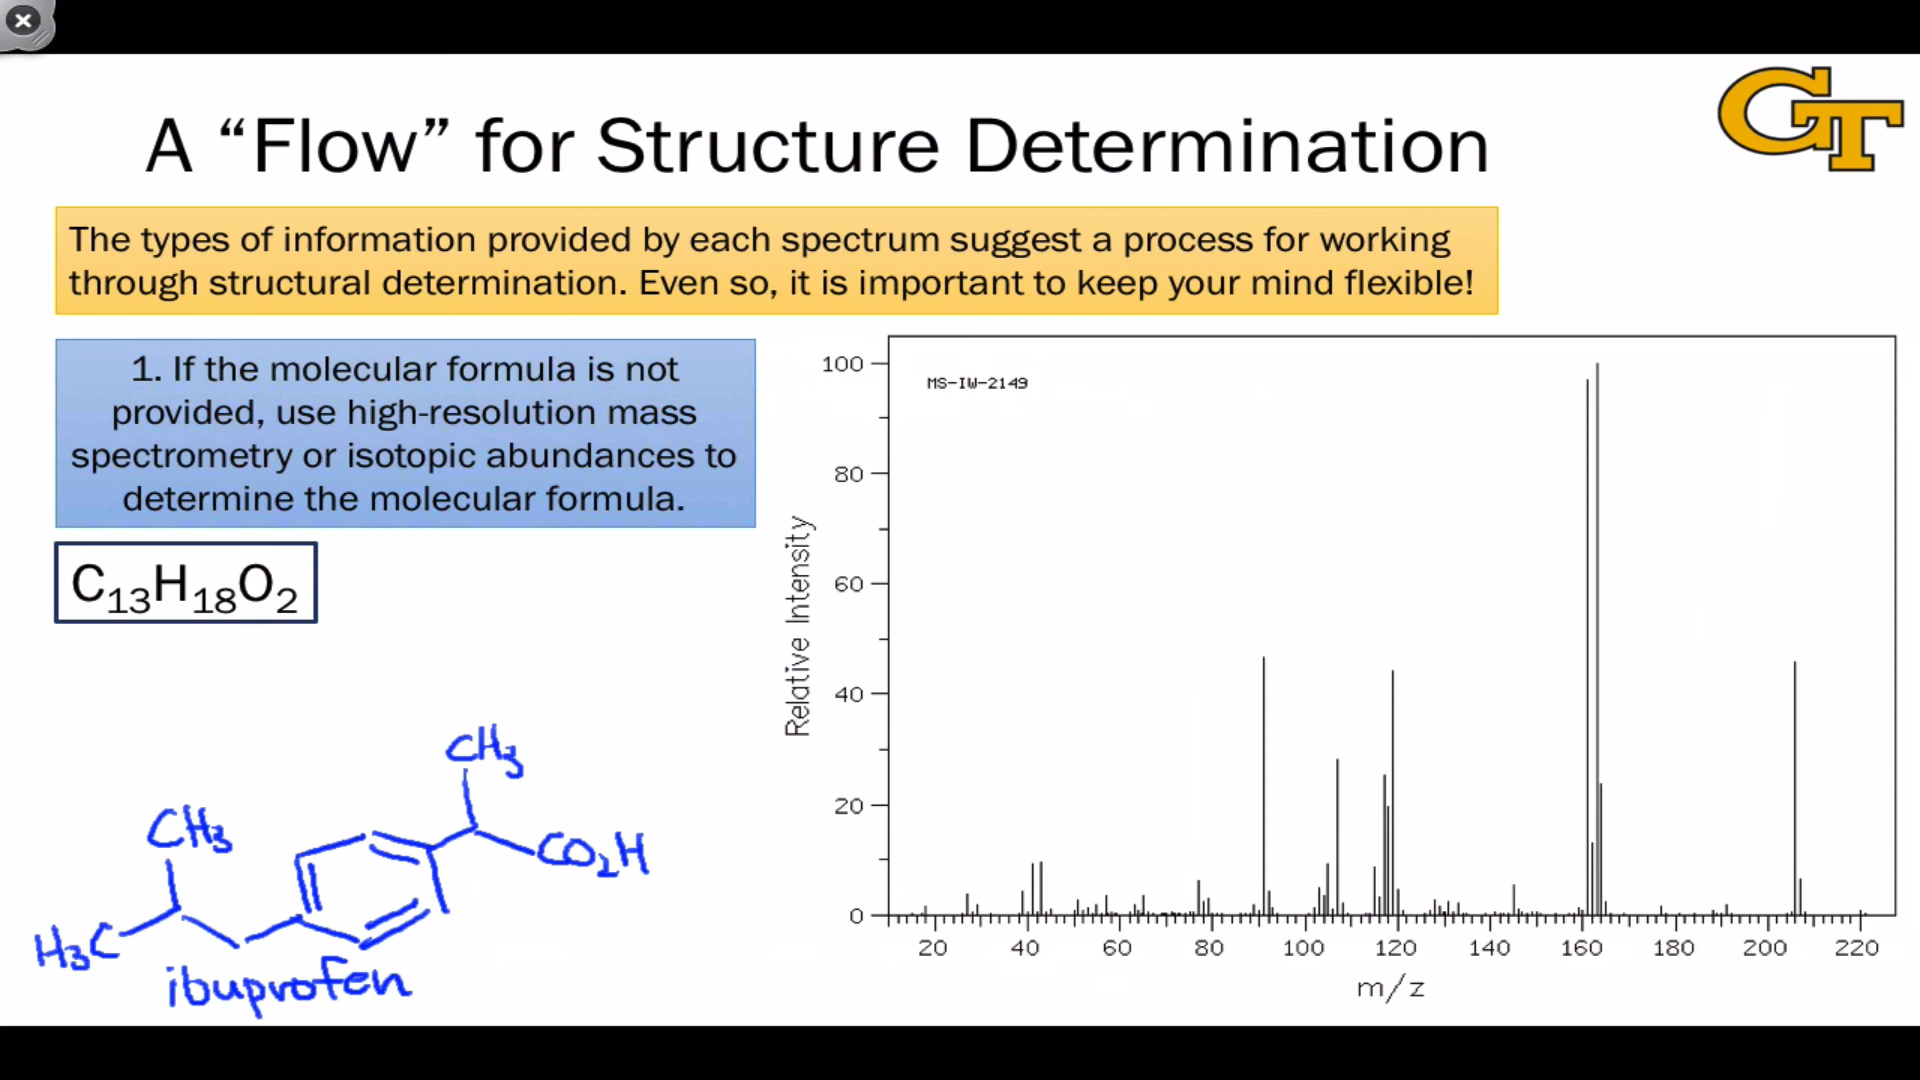 A “Flow” for Structure Determination
GT
The types of information provided by each spectrum suggest a process for working
through structural determination. Even so, it is important to keep your mind flexible!
1. If the molecular formula is not
provided, use high-resolution mass
spectrometry or isotopic abundances to
determine the molecular formula.
C₁₃H₁₈O₂
CH₃
CH₃
CO₂H
H₃C
ibuprofen
MS-IW-2149
Relative Intensity
100
80
60
40
20
0
20 40 60 80 100 120 140 160 180 200 220
m/z